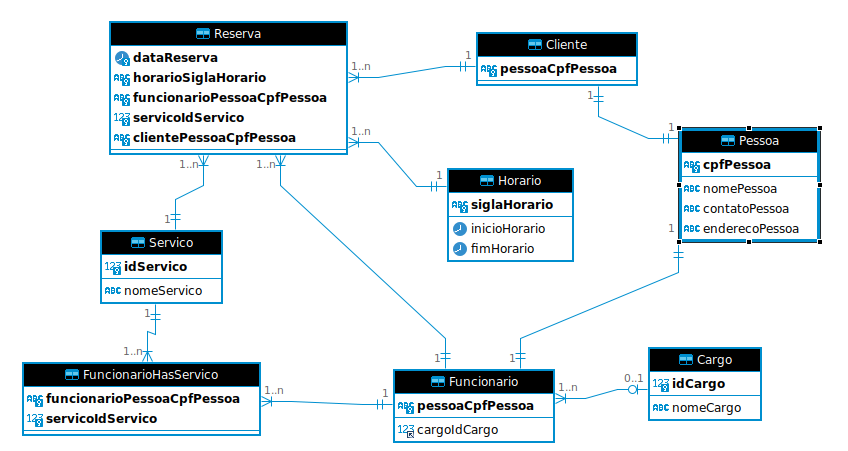 Reserva
dataReserva
horarioSiglaHorario
funcionarioPessoaCpfPessoa
servicoIdServico
clientePessoaCpfPessoa
1..n
1
Cliente
pessoaCpfPessoa
1
1
Pessoa
cpfPessoa
nomePessoa
contatoPessoa
enderecoPessoa
1
1..n
1
Horario
siglaHorario
inicioHorario
fimHorario
1..n
1..n
1
Servico
idServico
nomeServico
1
1..n
FuncionarioHasServico
funcionarioPessoaCpfPessoa
servicoIdServico
1..n
1
1
1
Funcionario
pessoaCpfPessoa
cargoIdCargo
1..n
0..1
Cargo
idCargo
nomeCargo